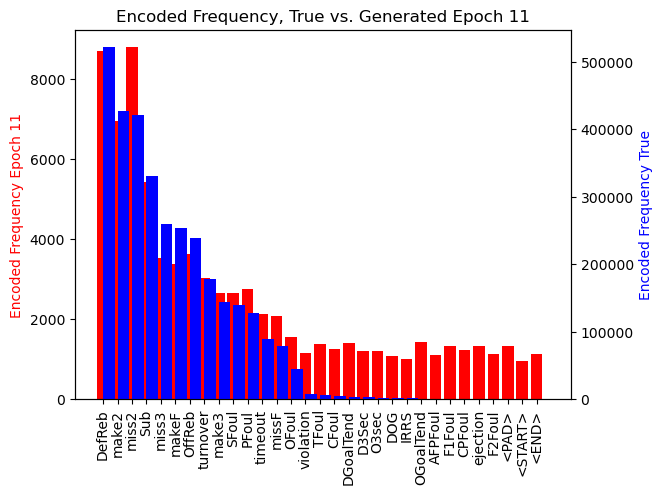 Encoded Frequency, True vs. Generated Epoch 11
Encoded Frequency Epoch 11
8000
6000
4000
2000
0
500000
400000
300000
200000
100000
0
Encoded Frequency True
DefReb
make2
miss2
Sub
miss3
makeF
OffReb
turnover
make3
SFoul
PFoul
timeout
missF
OFoul
violation
TFoul
CFoul
DGoalTend
D3Sec
O3sec
DOG
IRRS
OGoalTend
AFPFoul
F1Foul
CPFoul
ejection
F2Foul
<PAD>
<START>
<END>